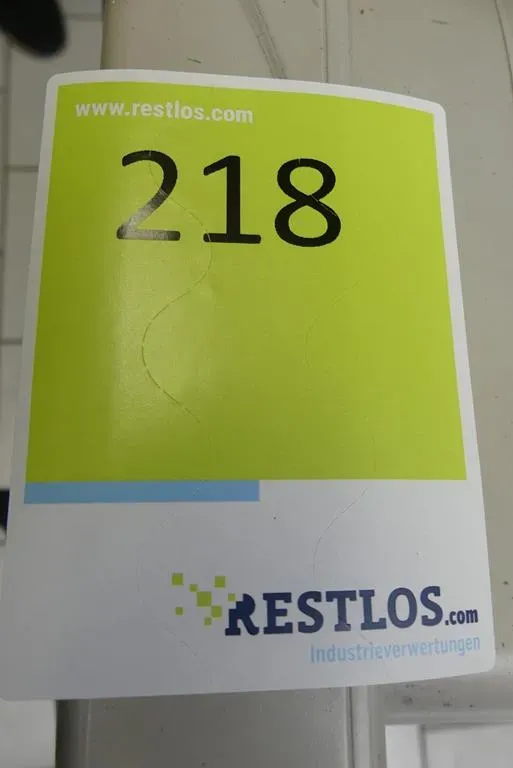 www.restlos.com
218
RESTLOS.com
Industrieverwertungen